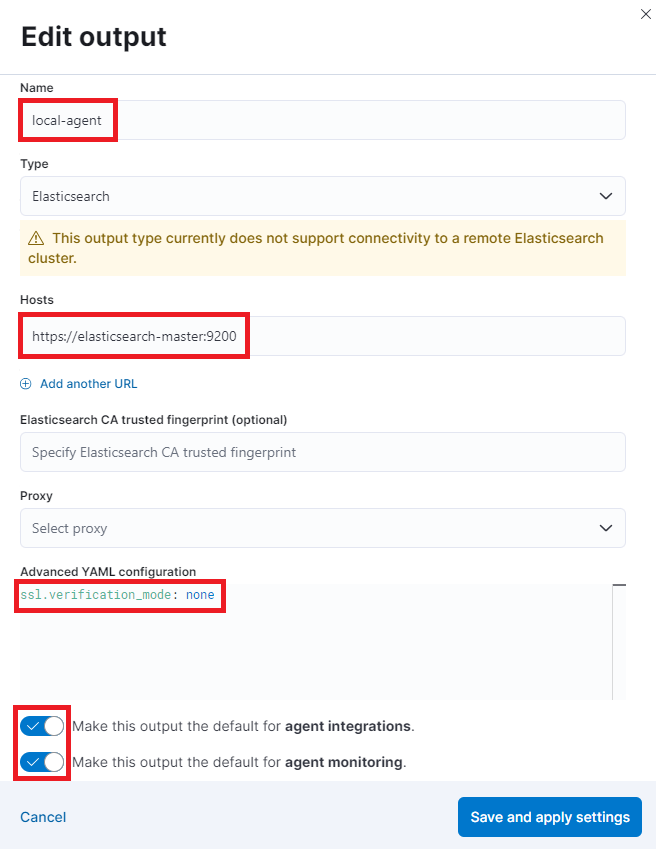 Edit output
Name
local-agent
Type
Elasticsearch
This output type currently does not support connectivity to a remote Elasticsearch
cluster.
Hosts
https://elasticsearch-master:9200
Add another URL
Elasticsearch CA trusted fingerprint (optional)
Specify Elasticsearch CA trusted fingerprint
Proxy
Select proxy
Advanced YAML configuration
ssl.verification_mode: none
Make this output the default for agent integrations.
Make this output the default for agent monitoring.
Cancel
Save and apply settings